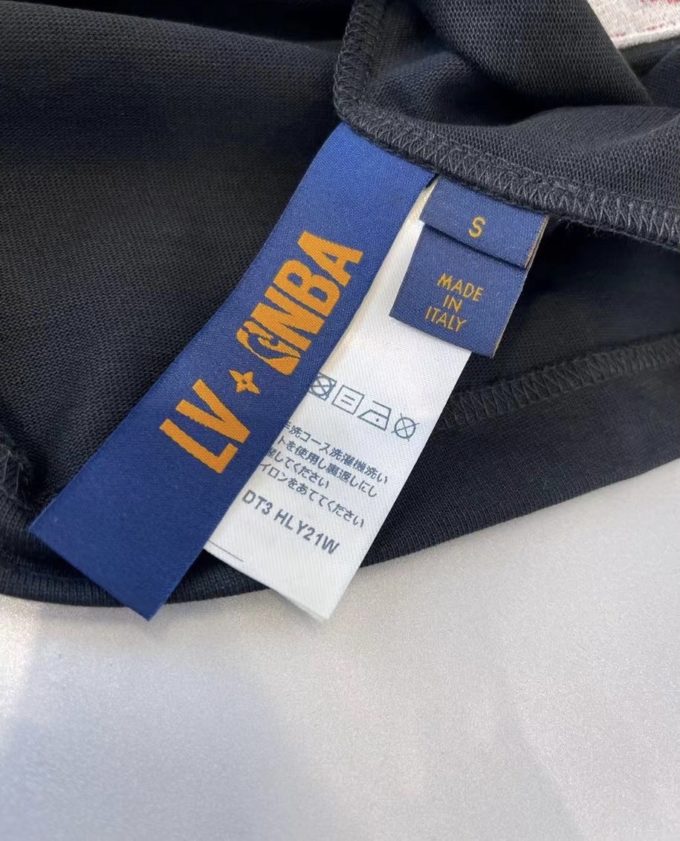 LV NBA
S
MADE
IN
ITALY
手洗コース洗濯機洗い
トを使用し裏返しにし
してください
イロンをあててください
DT3 HLY21W